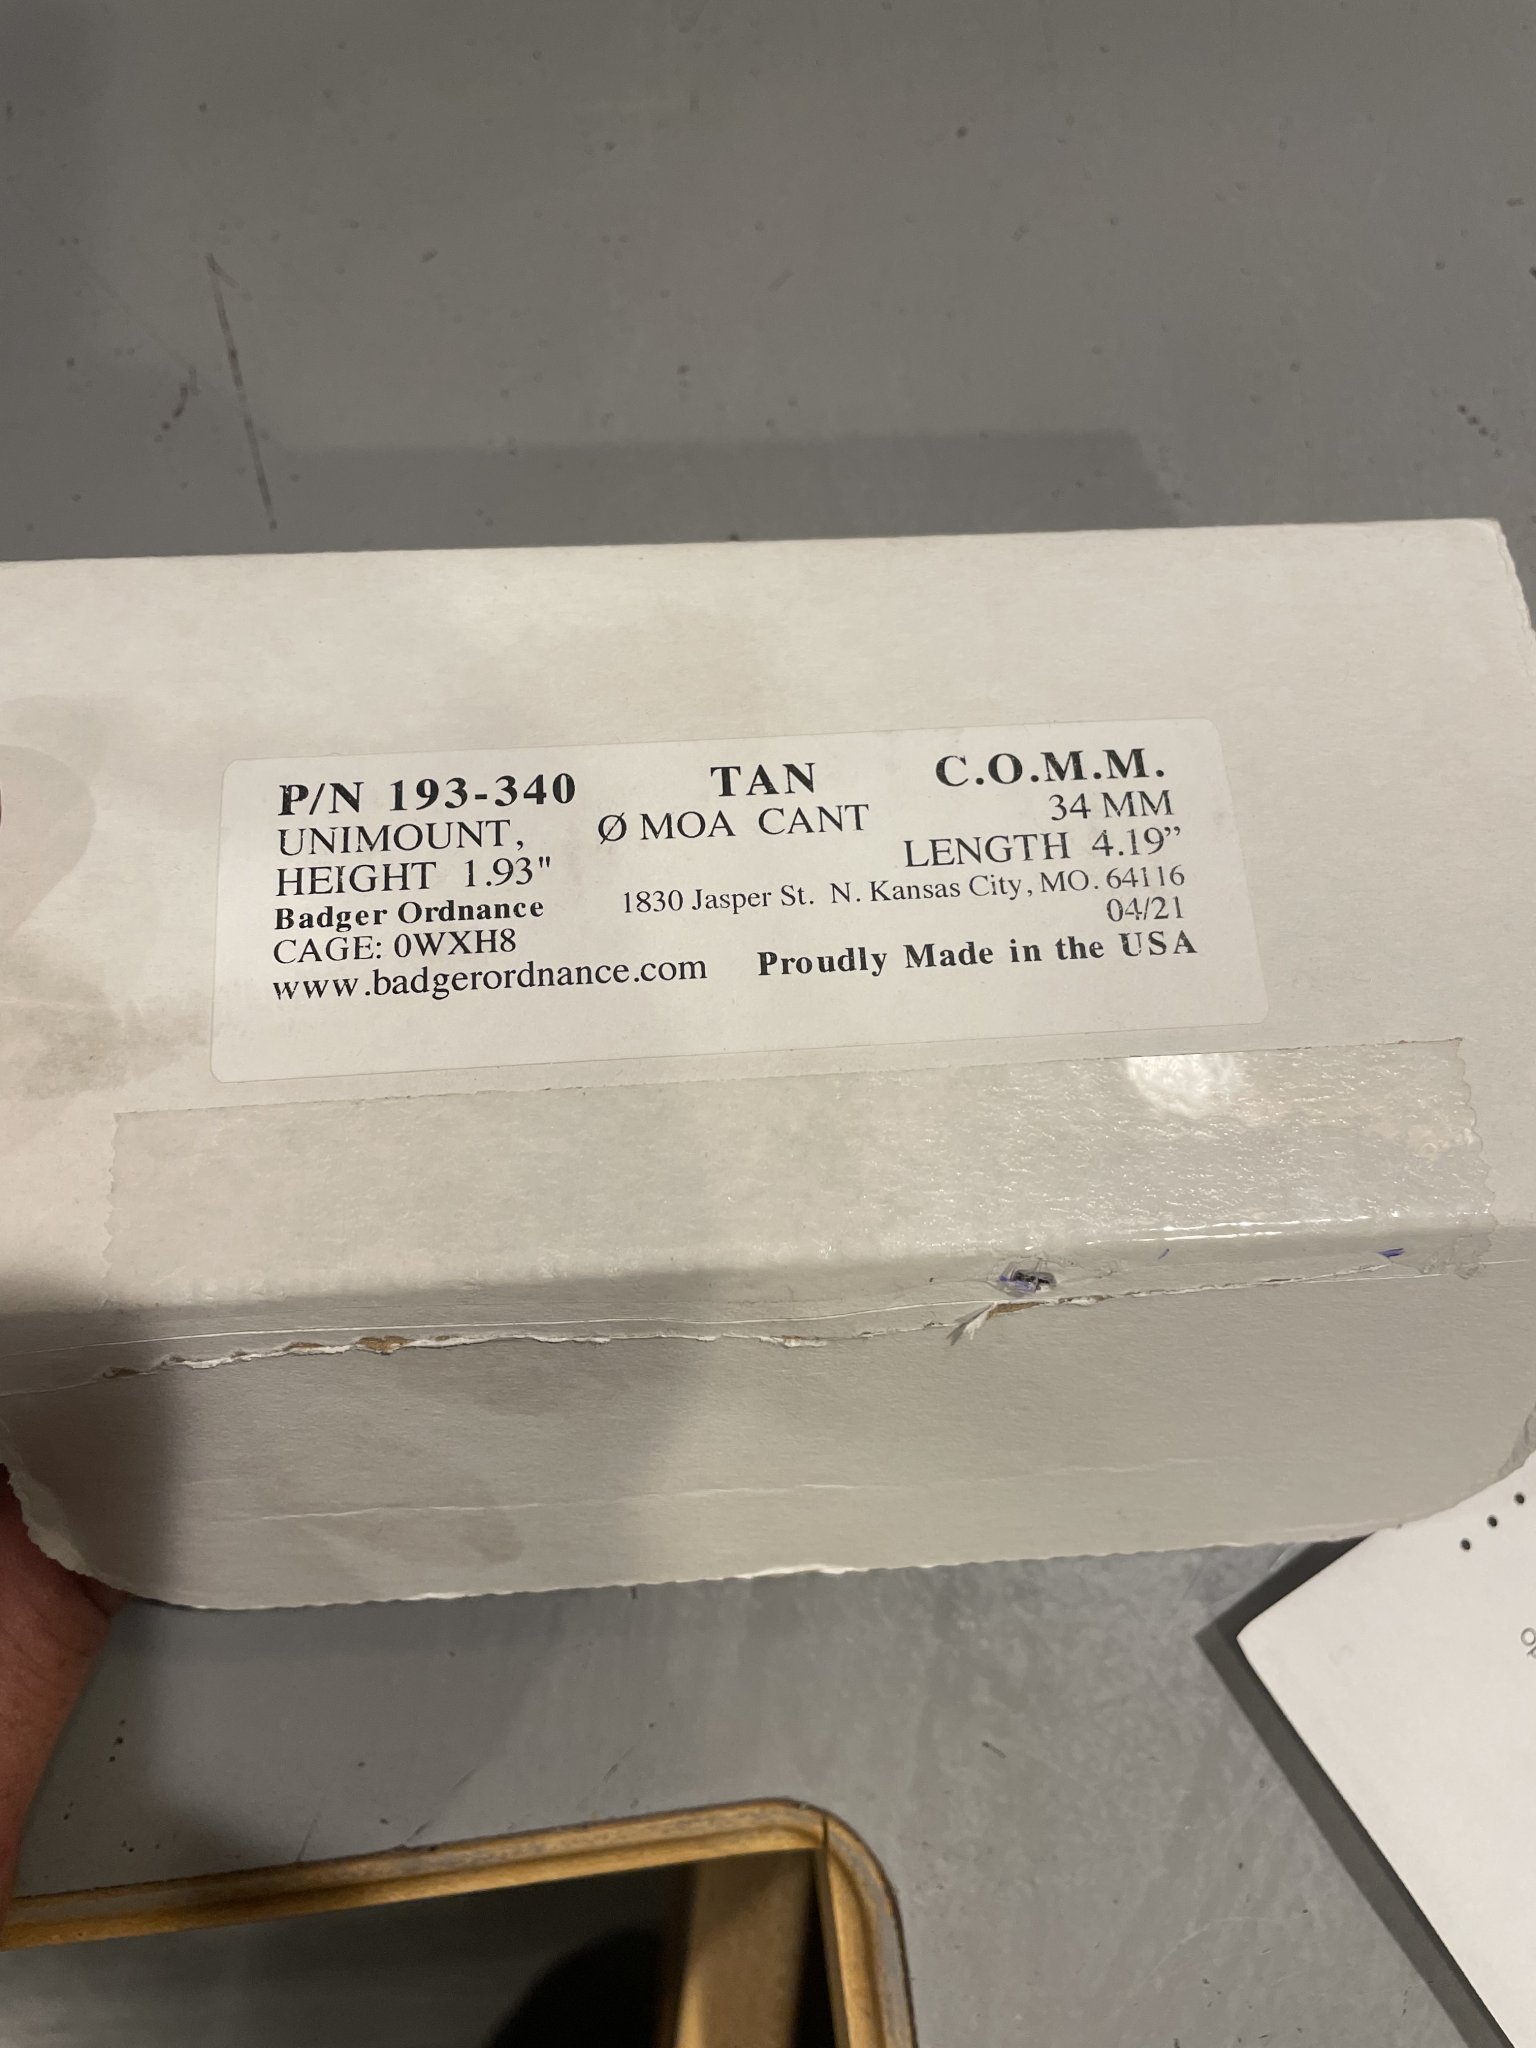 P/N 193-340 TAN C.O.M.M.
UNIMOUNT, Ø MOA CANT 34 MM
HEIGHT 1.93" LENGTH 4.19”
Badger Ordnance 1830 Jasper St. N. Kansas City, MO. 64116
CAGE: 0WXH8 04/21
www.badgerordnance.com Proudly Made in the USA